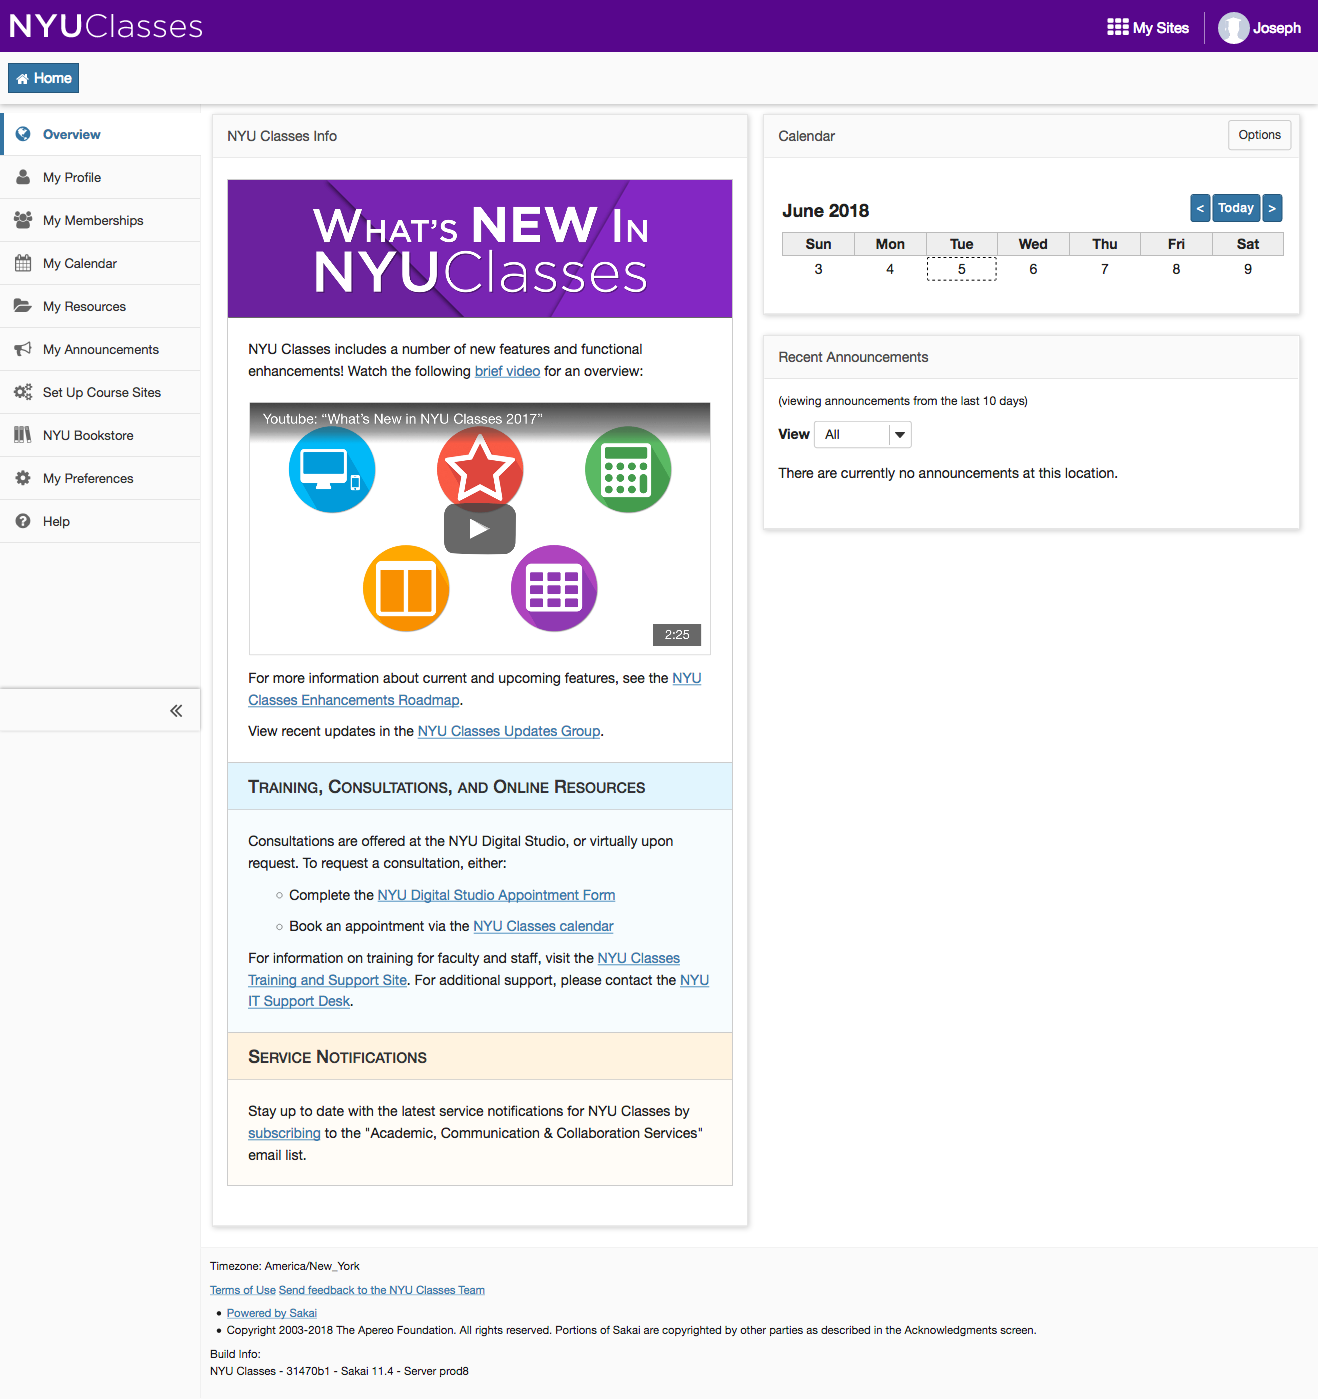 NYUClasses
My Sites
Joseph
Home
Overview
My Profile
My Memberships
My Calendar
My Resources
My Announcements
Set Up Course Sites
NYU Bookstore
My Preferences
Help
NYU Classes Info
WHAT'S NEW IN
NYUClasses
NYU Classes includes a number of new features and functional
enhancements! Watch the following brief video for an overview:
Youtube: “What’s New in NYU Classes 2017”
2:25
For more information about current and upcoming features, see the NYU
Classes Enhancements Roadmap.
View recent updates in the NYU Classes Updates Group.
TRAINING, CONSULTATIONS, AND ONLINE RESOURCES
Consultations are offered at the NYU Digital Studio, or virtually upon
request. To request a consultation, either:
Complete the NYU Digital Studio Appointment Form
Book an appointment via the NYU Classes calendar
For information on training for faculty and staff, visit the NYU Classes
Training and Support Site. For additional support, please contact the NYU
IT Support Desk.
SERVICE NOTIFICATIONS
Stay up to date with the latest service notifications for NYU Classes by
subscribing to the "Academic, Communication & Collaboration Services"
email list.
Calendar
Options
June 2018
< Today >
Sun Mon Tue Wed Thu Fri Sat
3 4 5 6 7 8 9
Recent Announcements
(viewing announcements from the last 10 days)
View All
There are currently no announcements at this location.
Timezone: America/New_York
Terms of Use Send feedback to the NYU Classes Team
Powered by Sakai
Copyright 2003-2018 The Apereo Foundation. All rights reserved. Portions of Sakai are copyrighted by other parties as described in the Acknowledgments screen.
Build Info:
NYU Classes - 31470b1 - Sakai 11.4 - Server prod8